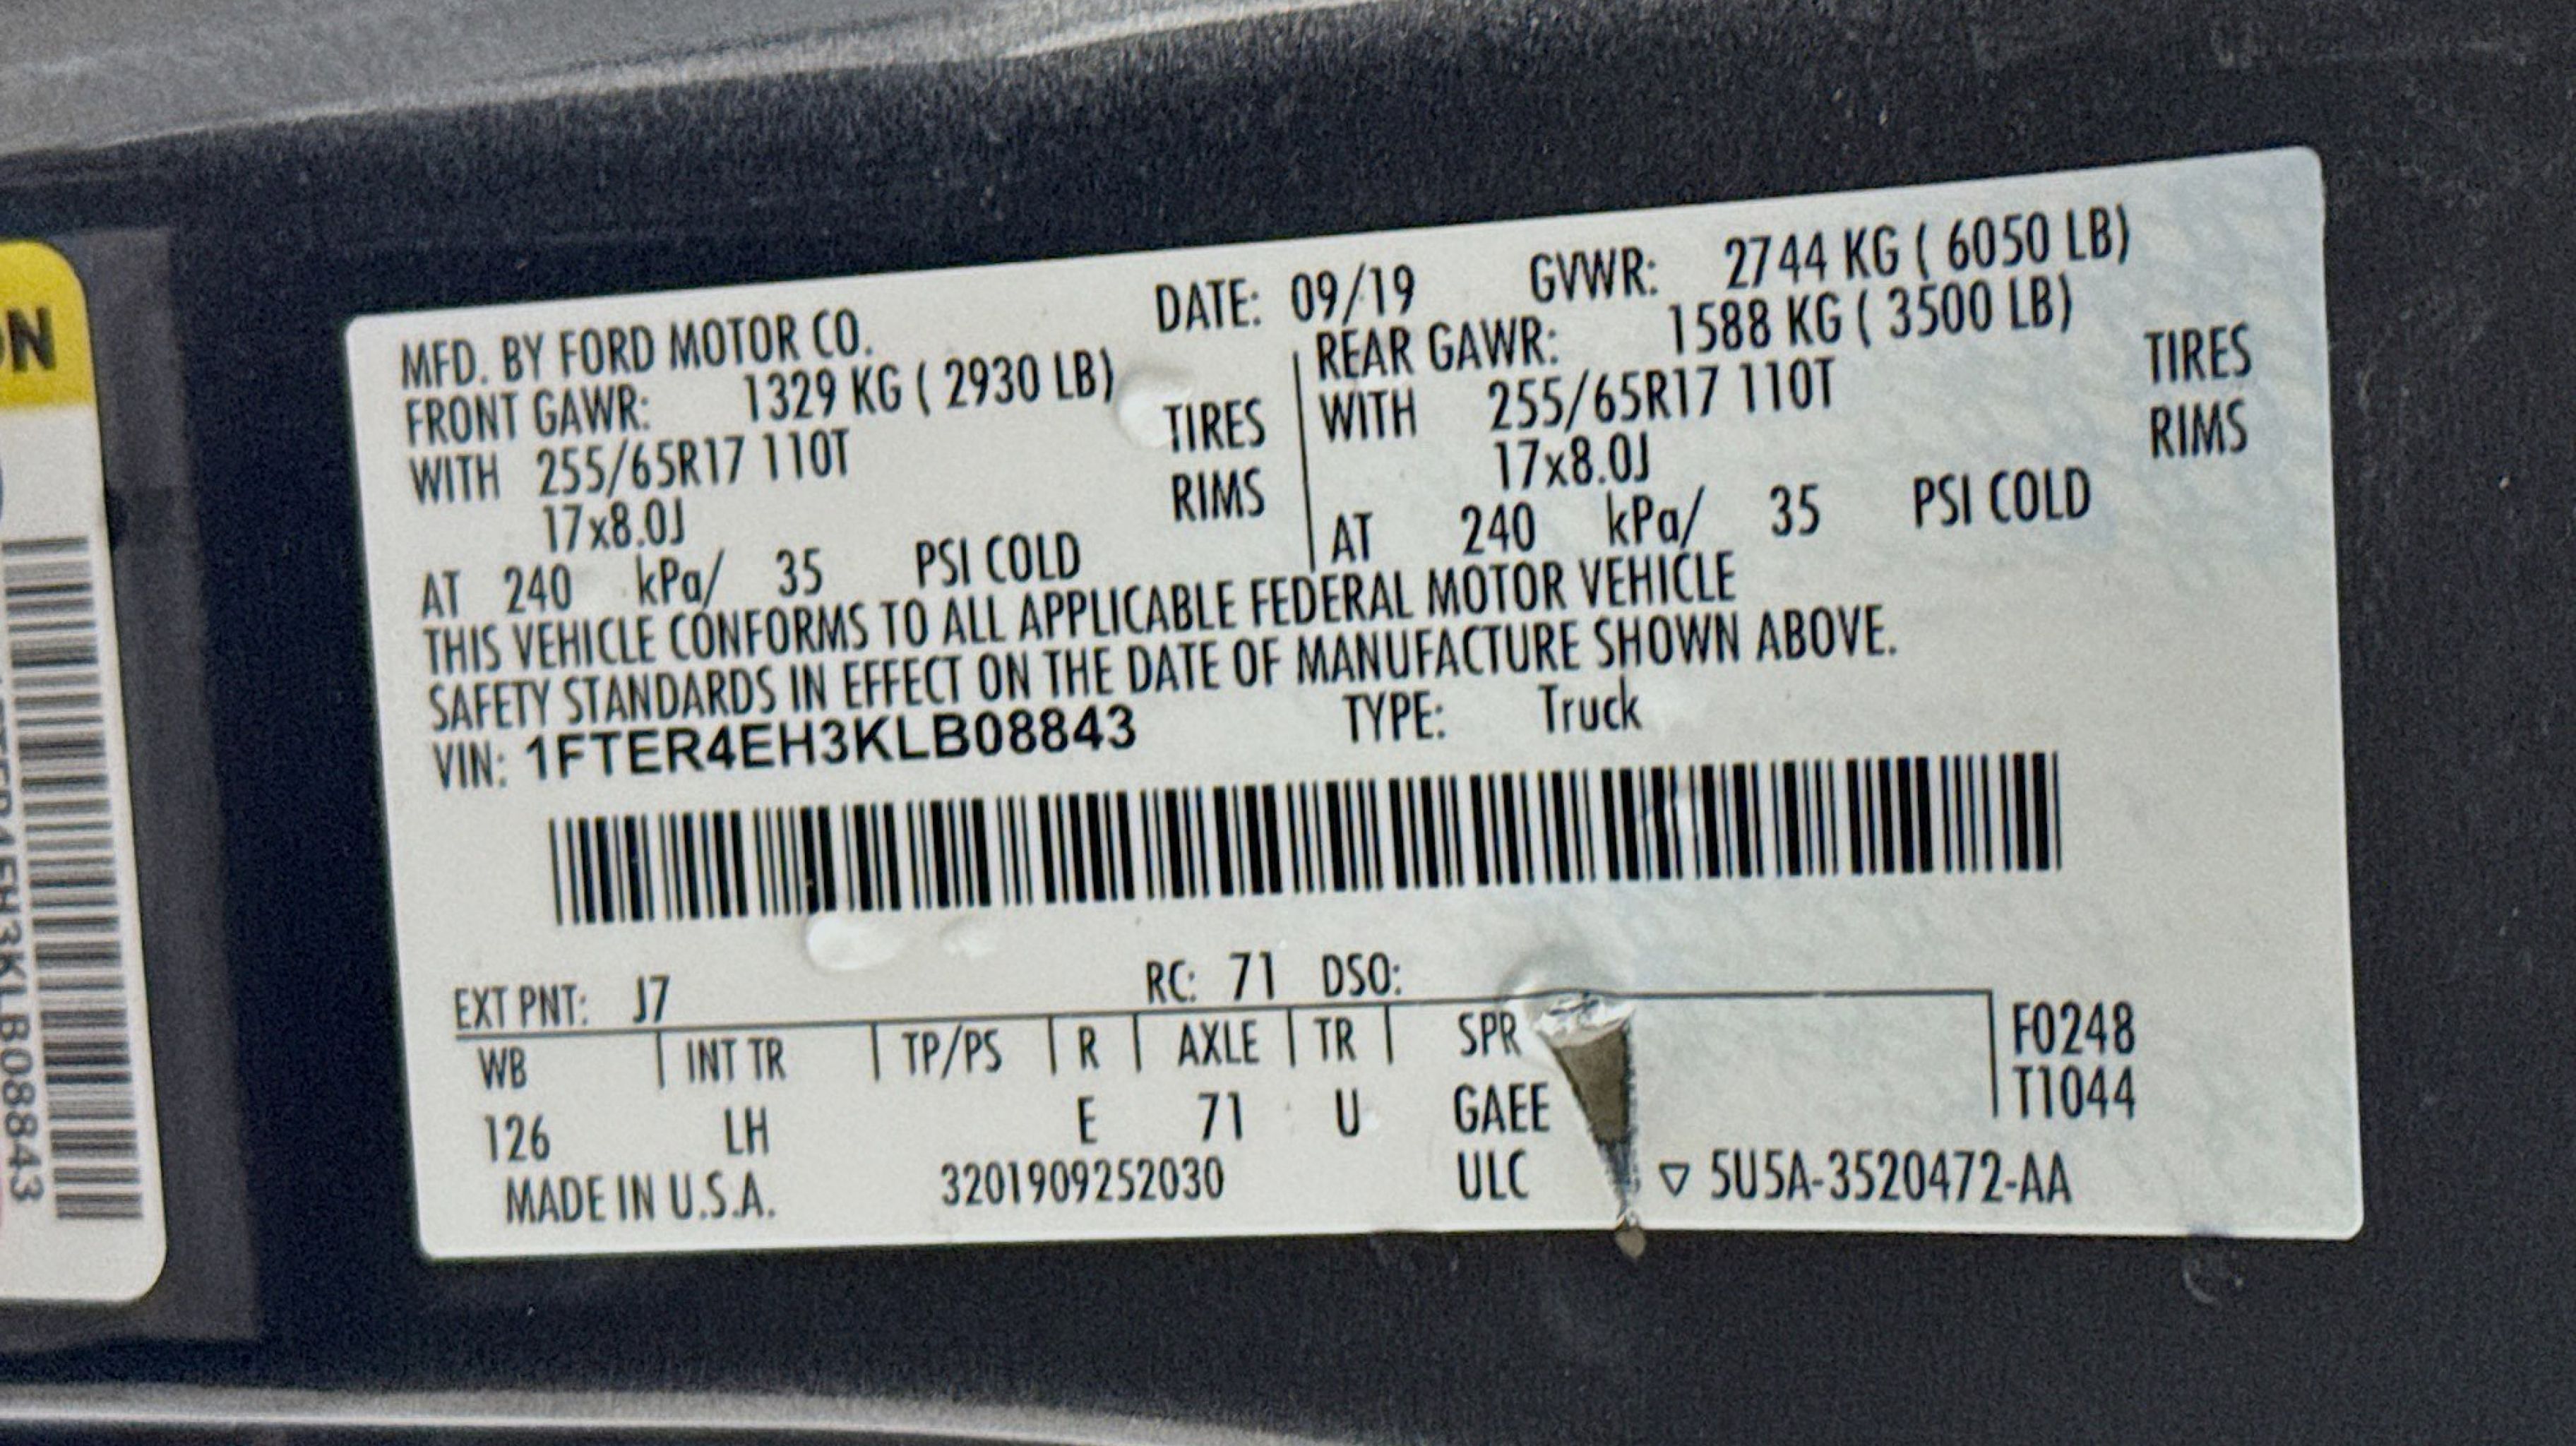 ON
MFD. BY FORD MOTOR CO. DATE: 09/19 GVWR: 2744 KG ( 6050 LB)
FRONT GAWR: 1329 KG ( 2930 LB) REAR GAWR: 1588 KG ( 3500 LB)
WITH 255/65R17 110T TIRES WITH 255/65R17 110T TIRES
17x8.0J RIMS 17x8.0J RIMS
AT 240 kPa/ 35 PSI COLD AT 240 kPa/ 35 PSI COLD
THIS VEHICLE CONFORMS TO ALL APPLICABLE FEDERAL MOTOR VEHICLE
SAFETY STANDARDS IN EFFECT ON THE DATE OF MANUFACTURE SHOWN ABOVE.
VIN: 1FTER4EH3KLB08843 TYPE: Truck
EXT PNT: J7 RC: 71 DSO:
WB INT TR TP/PS R AXLE TR SPR F0248
126 LH E 71 U GAEE T1044
MADE IN U.S.A. 3201909252030 ULC ▽ 5U5A-3520472-AA